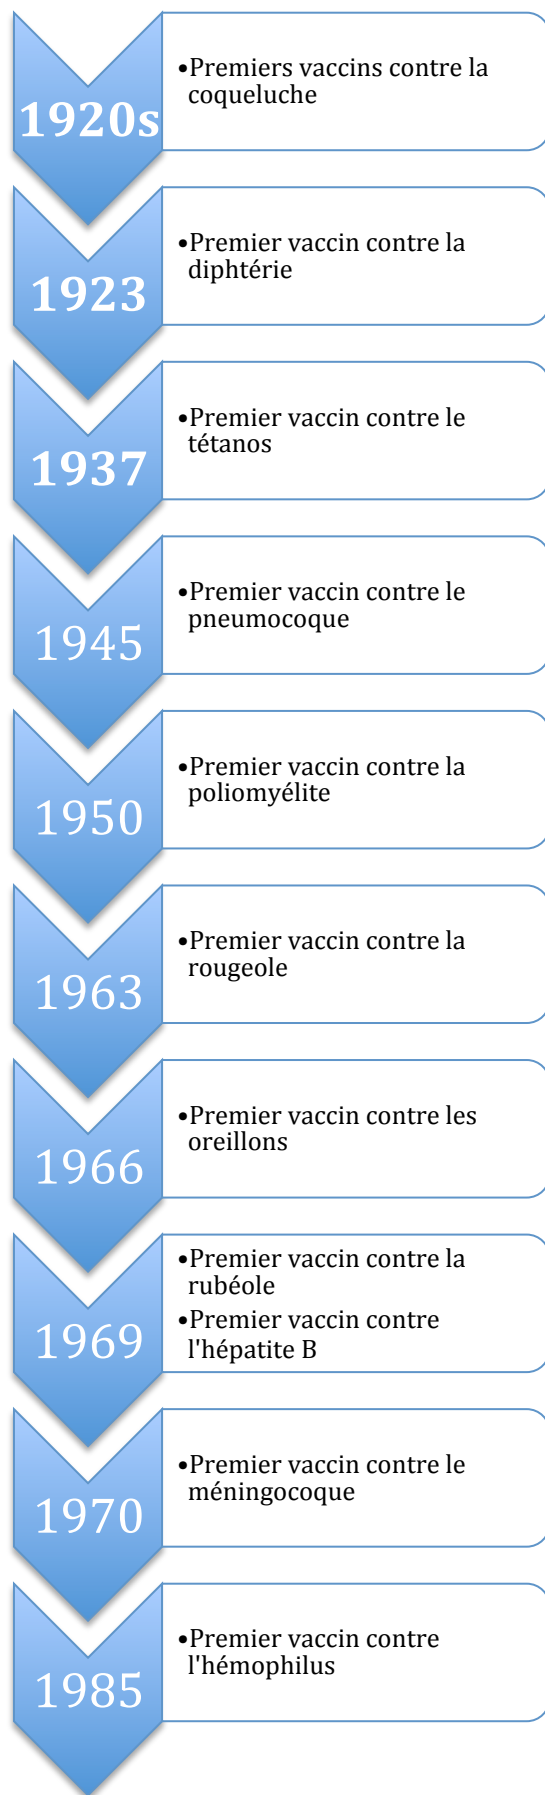 1920s
•Premiers vaccins contre la
coqueluche
1923
•Premier vaccin contre la
diphtérie
1937
•Premier vaccin contre le
tétanos
1945
•Premier vaccin contre le
pneumocoque
1950
•Premier vaccin contre la
poliomyélite
1963
•Premier vaccin contre la
rougeole
1966
•Premier vaccin contre les
oreillons
1969
•Premier vaccin contre la
rubéole
•Premier vaccin contre
l'hépatite B
1970
•Premier vaccin contre le
méningocoque
1985
•Premier vaccin contre
l'hémophilus